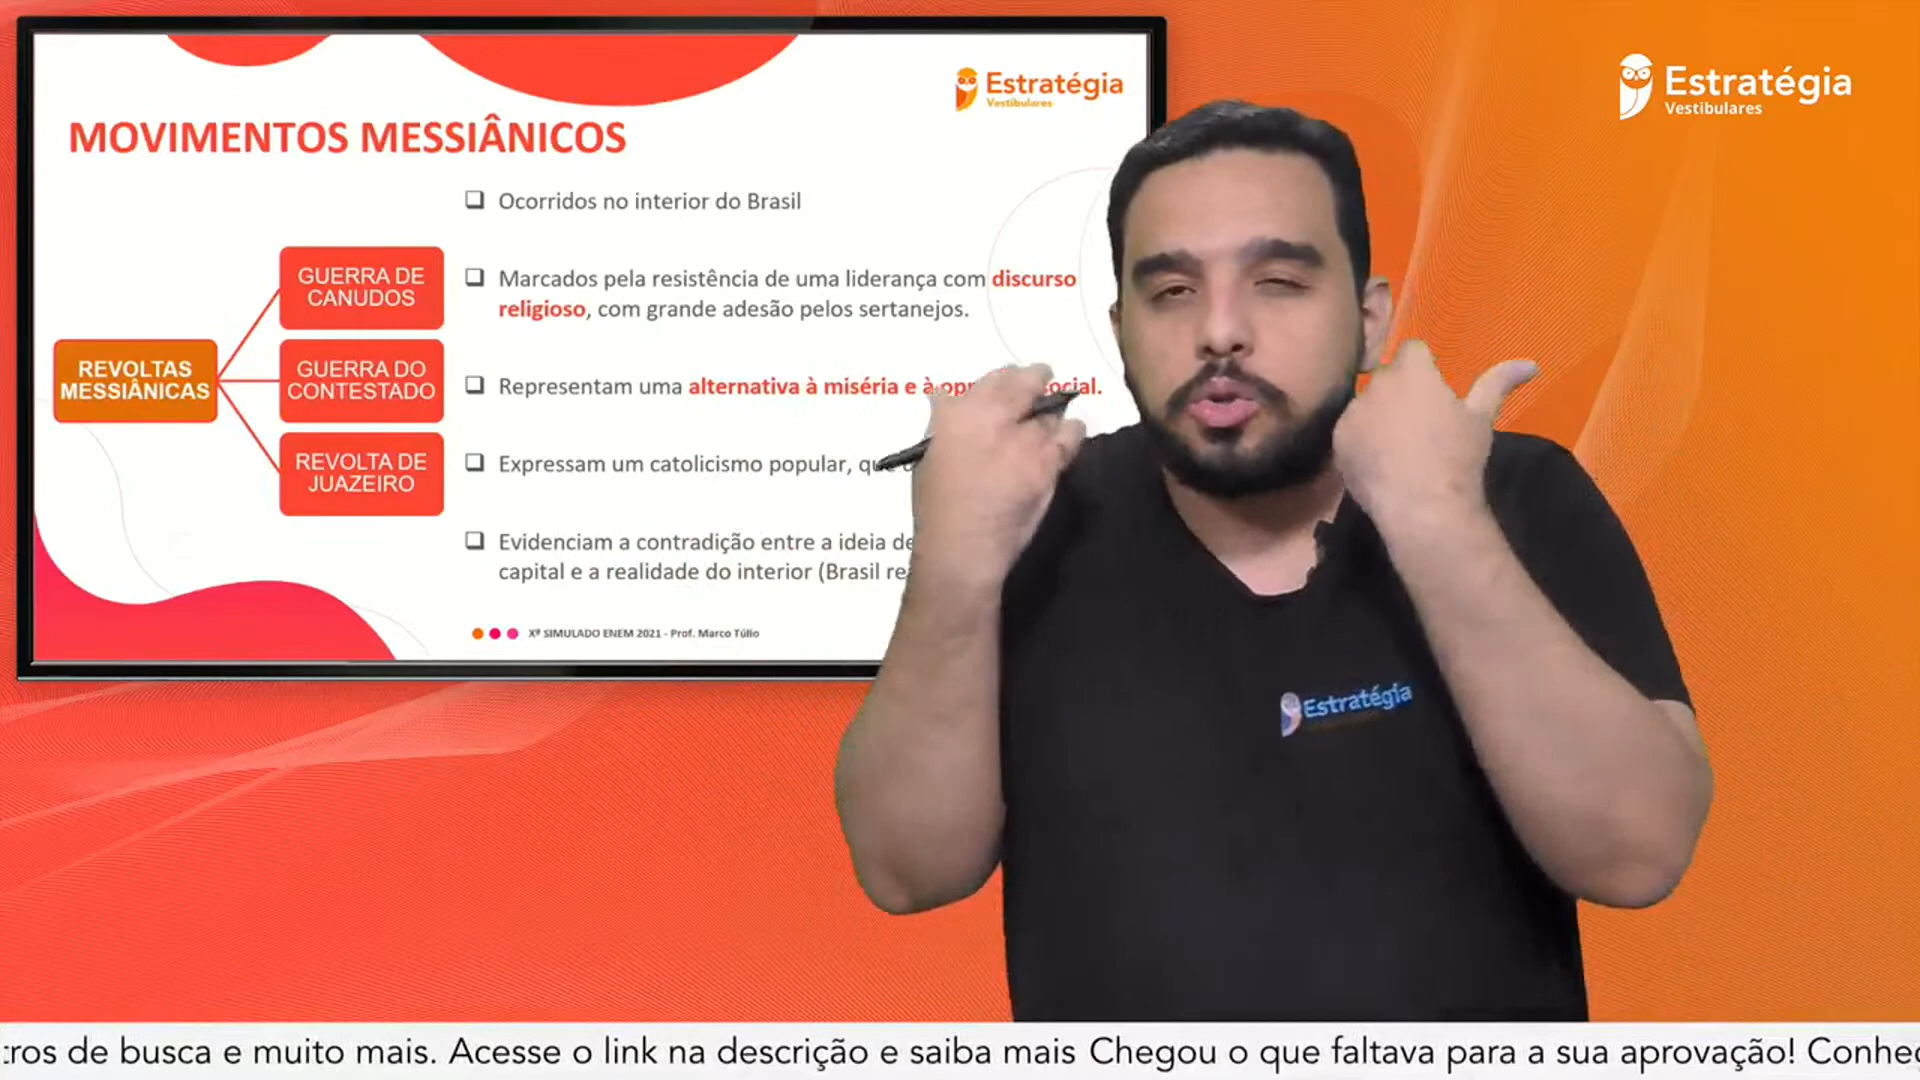 Estratégia
Vestibulares
Estratégia
Vestibulares
MOVIMENTOS MESSIÂNICOS
Ocorridos no interior do Brasil
GUERRA DE
CANUDOS
Marcados pela resistência de uma liderança com discurso
religioso, com grande adesão pelos sertanejos.
REVOLTAS
MESSIÂNICAS
GUERRA DO
CONTESTADO
Representam uma alternativa à miséria e à social.
REVOLTA DE
JUAZEIRO
Expressam um catolicismo popular,
Evidenciam a contradição entre a ideia de
capital e a realidade do interior (Brasil
Xº SIMULADO ENEM 2021 - Prof. Marco Túlio
Estratégia
de busca e muito mais. Acesse o link na descrição e saiba mais Chegou o que faltava para a sua aprovação!